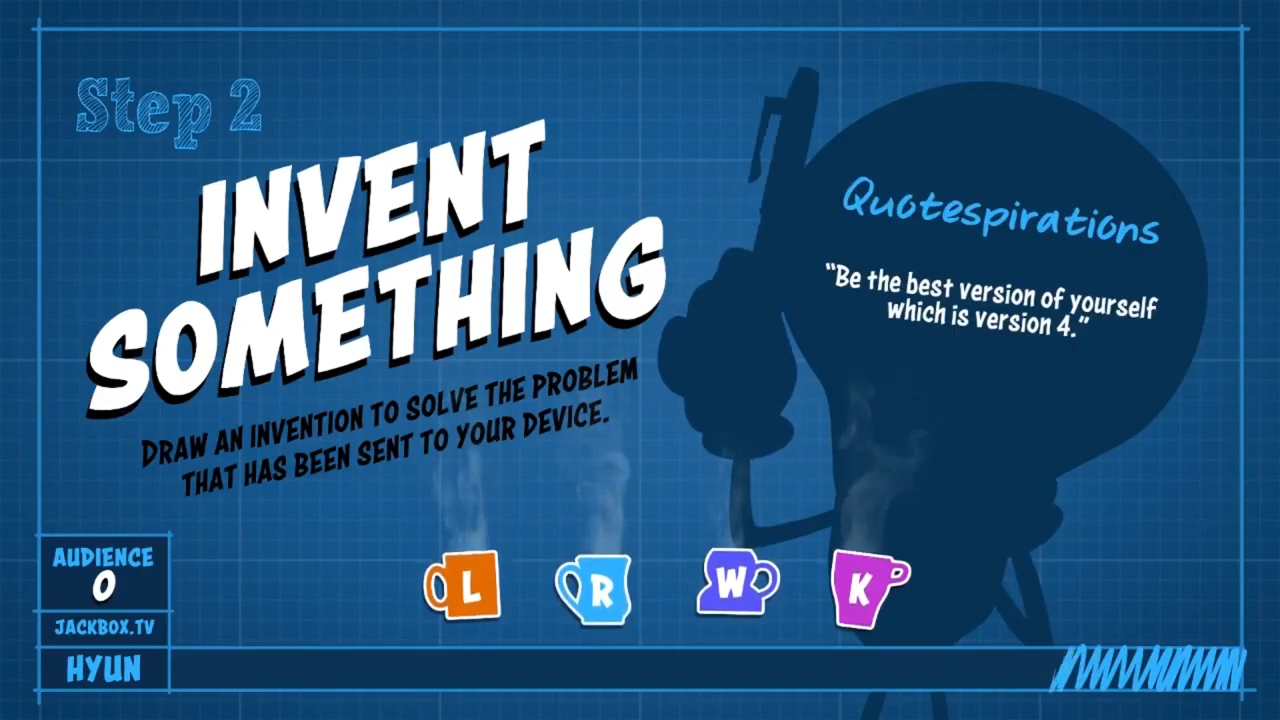 Step 2
INVENT
SOMETHING
DRAW AN INVENTION TO SOLVE THE PROBLEM
THAT HAS BEEN SENT TO YOUR DEVICE.
Quotespirations
“Be the best version of yourself
which is version 4.”
L R W K
AUDIENCE
0
JACKBOX.TV
HYUN